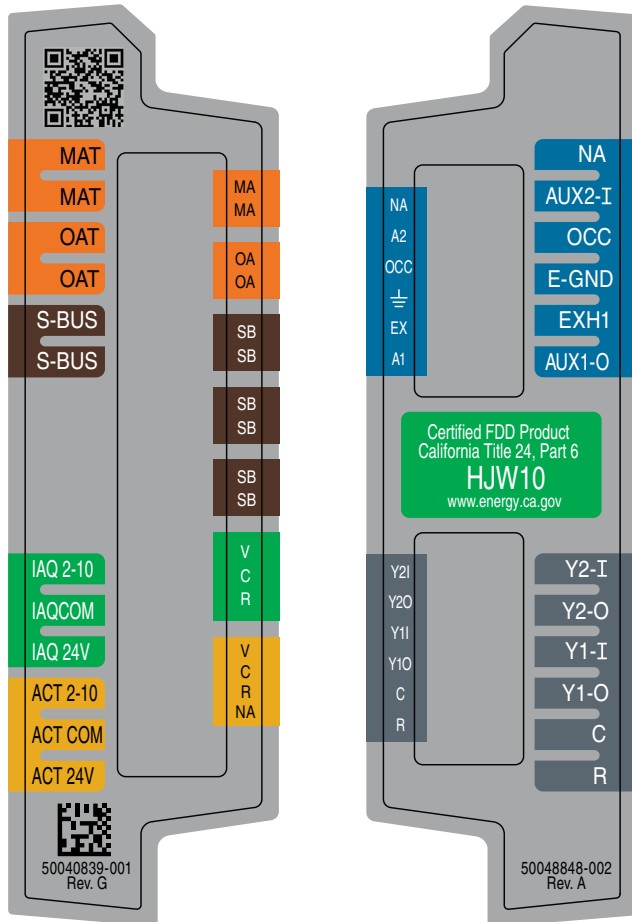 MAT
MAT
OAT
OAT
S-BUS
S-BUS
IAQ 2-10
IAQCOM
IAQ 24V
ACT 2-10
ACT COM
ACT 24V
50040839-001
Rev. G
MA
MA
OA
OA
SB
SB
SB
SB
SB
SB
V
C
R
V
C
R
NA
NA
A2
OCC
EX
A1
NA
AUX2-I
OCC
E-GND
EXH1
AUX1-O
Certified FDD Product
California Title 24, Part 6
HJW10
www.energy.ca.gov
Y2I
Y2O
Y1I
Y1O
C
R
Y2-I
Y2-O
Y1-I
Y1-O
C
R
50048848-002
Rev. A